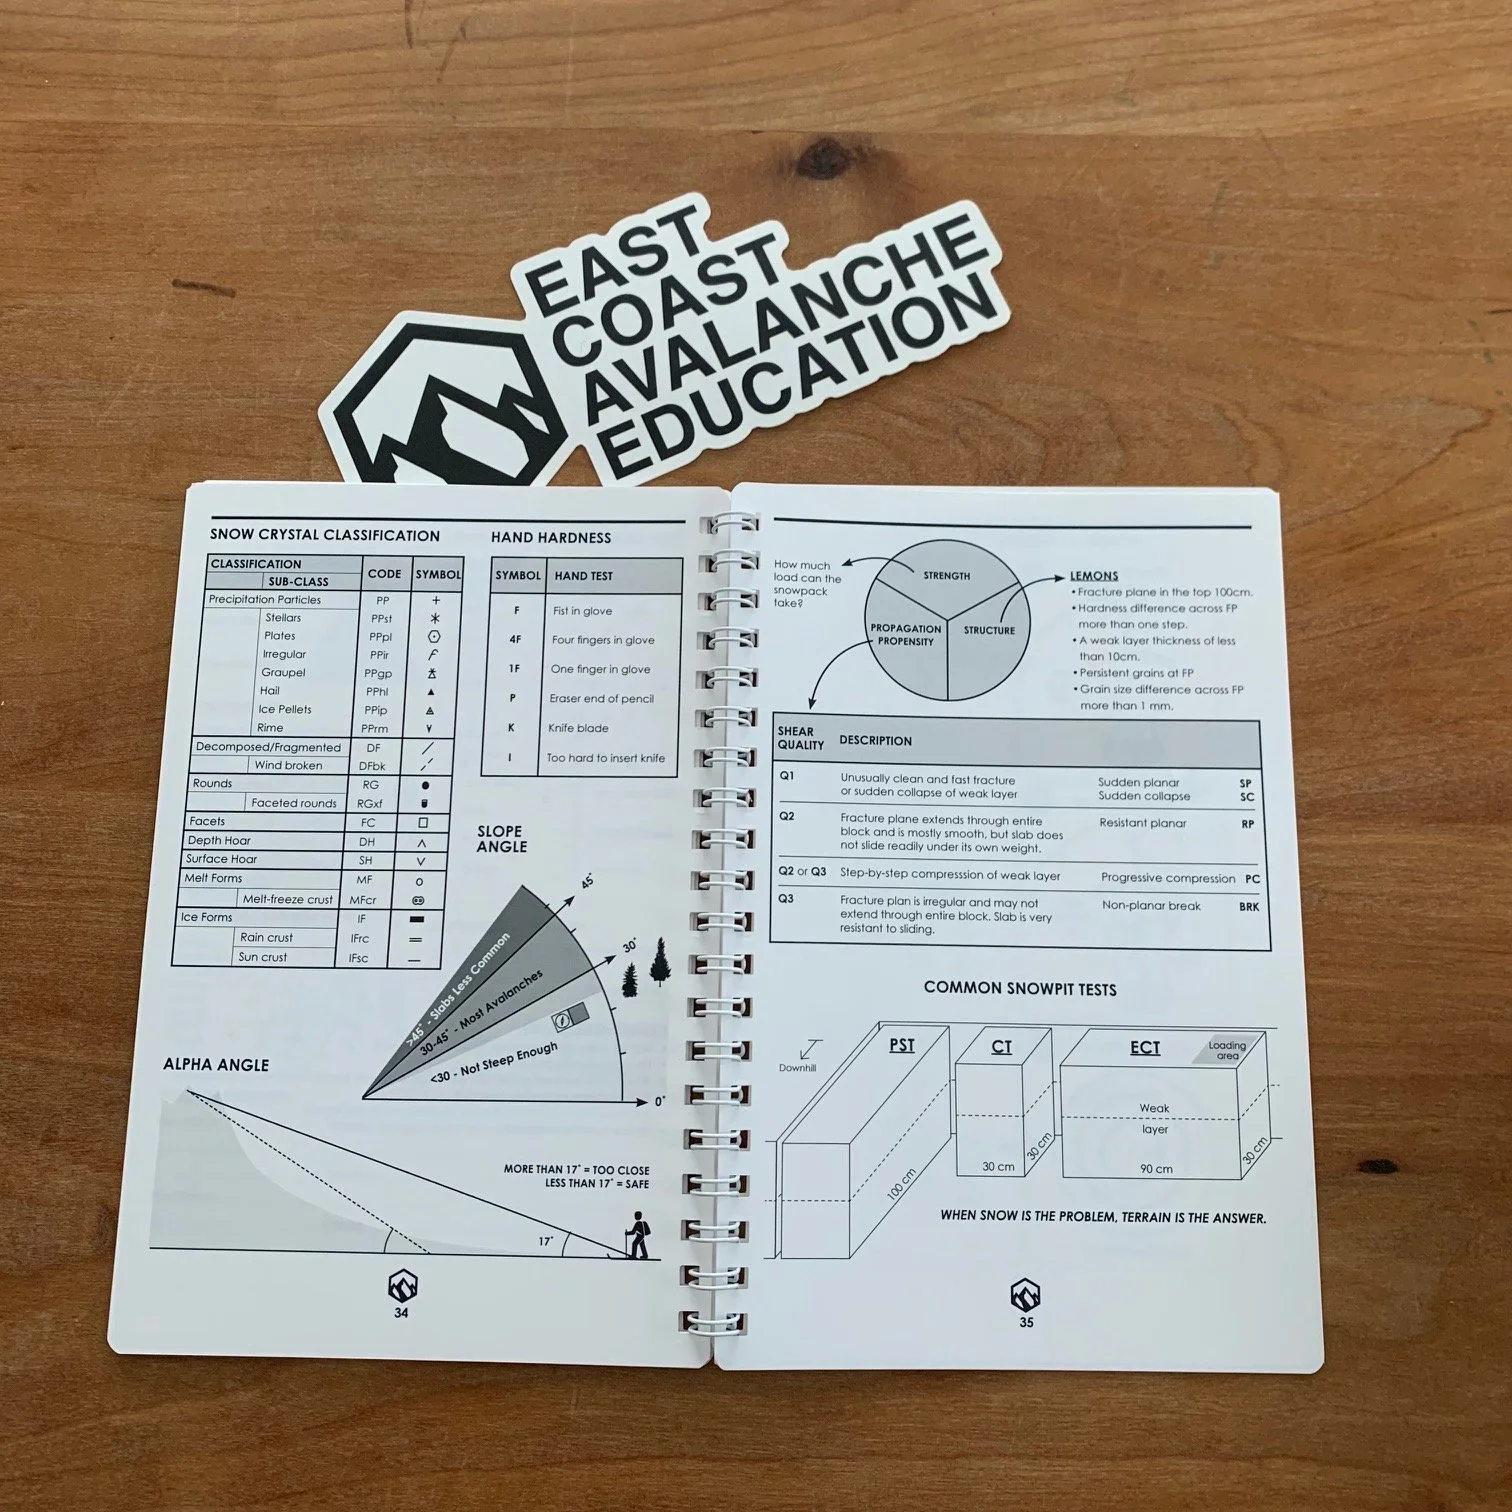 EAST
COAST
AVALANCHE
EDUCATION
SNOW CRYSTAL CLASSIFICATION
CLASSIFICATION
SUB-CLASS CODE SYMBOL
Precipitation Particles PP +
Stellars PPst
Plates PPpl
Irregular PPir
Graupel PPgp
Hail PPhl
Ice Pellets PPip
Rime PPrm
Decomposed/Fragmented DF
Wind broken DFbk
Rounds RG
Faceted rounds RGxf
Facets FC
Depth Hoar DH
Surface Hoar SH
Melt Forms MF
Melt-freeze crust MFcr
Ice Forms IF
Rain crust IFrc
Sun crust IFsc
HAND HARDNESS
SYMBOL HAND TEST
F Fist in glove
4F Four fingers in glove
1F One finger in glove
P Eraser end of pencil
K Knife blade
I Too hard to insert knife
SLOPE
ANGLE
45°
30°
0°
>45° - Slabs Less Common
30-45° - Most Avalanches
<30 - Not Steep Enough
ALPHA ANGLE
MORE THAN 17° = TOO CLOSE
LESS THAN 17° = SAFE
17°
34
How much
load can the
snowpack
take?
STRENGTH
PROPAGATION
PROPENSITY
STRUCTURE
LEMONS
• Fracture plane in the top 100cm.
• Hardness difference across FP
more than one step.
• A weak layer thickness of less
than 10cm.
• Persistent grains at FP
• Grain size difference across FP
more than 1 mm.
SHEAR
QUALITY DESCRIPTION
Q1 Unusually clean and fast fracture Sudden planar SP
or sudden collapse of weak layer Sudden collapse SC
Q2 Fracture plane extends through entire Resistant planar RP
block and is mostly smooth, but slab does
not slide readily under its own weight.
Q2 or Q3 Step-by-step compresssion of weak layer Progressive compression PC
Q3 Fracture plan is irregular and may not Non-planar break BRK
extend through entire block. Slab is very
resistant to sliding.
COMMON SNOWPIT TESTS
Downhill
PST
100 cm
CT
30 cm
30 cm
ECT
Loading
area
Weak
layer
90 cm
30 cm
WHEN SNOW IS THE PROBLEM, TERRAIN IS THE ANSWER.
35